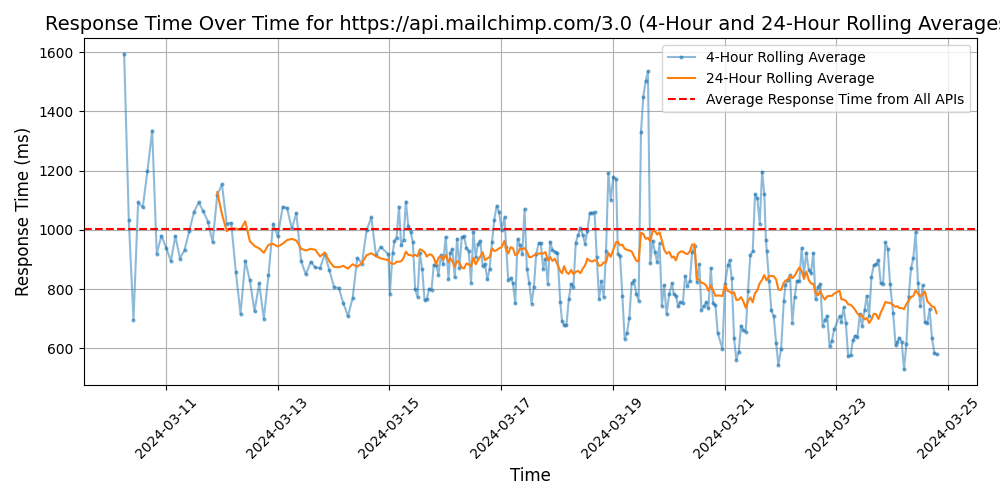 Response Time Over Time for https://api.mailchimp.com/3.0 (4-Hour and 24-Hour Rolling Averages
4-Hour Rolling Average
24-Hour Rolling Average
Average Response Time from All APIs
Response Time (ms)
1600
1400
1200
1000
800
600
2024-03-11
2024-03-13
2024-03-15
2024-03-17
2024-03-19
2024-03-21
2024-03-23
2024-03-25
Time